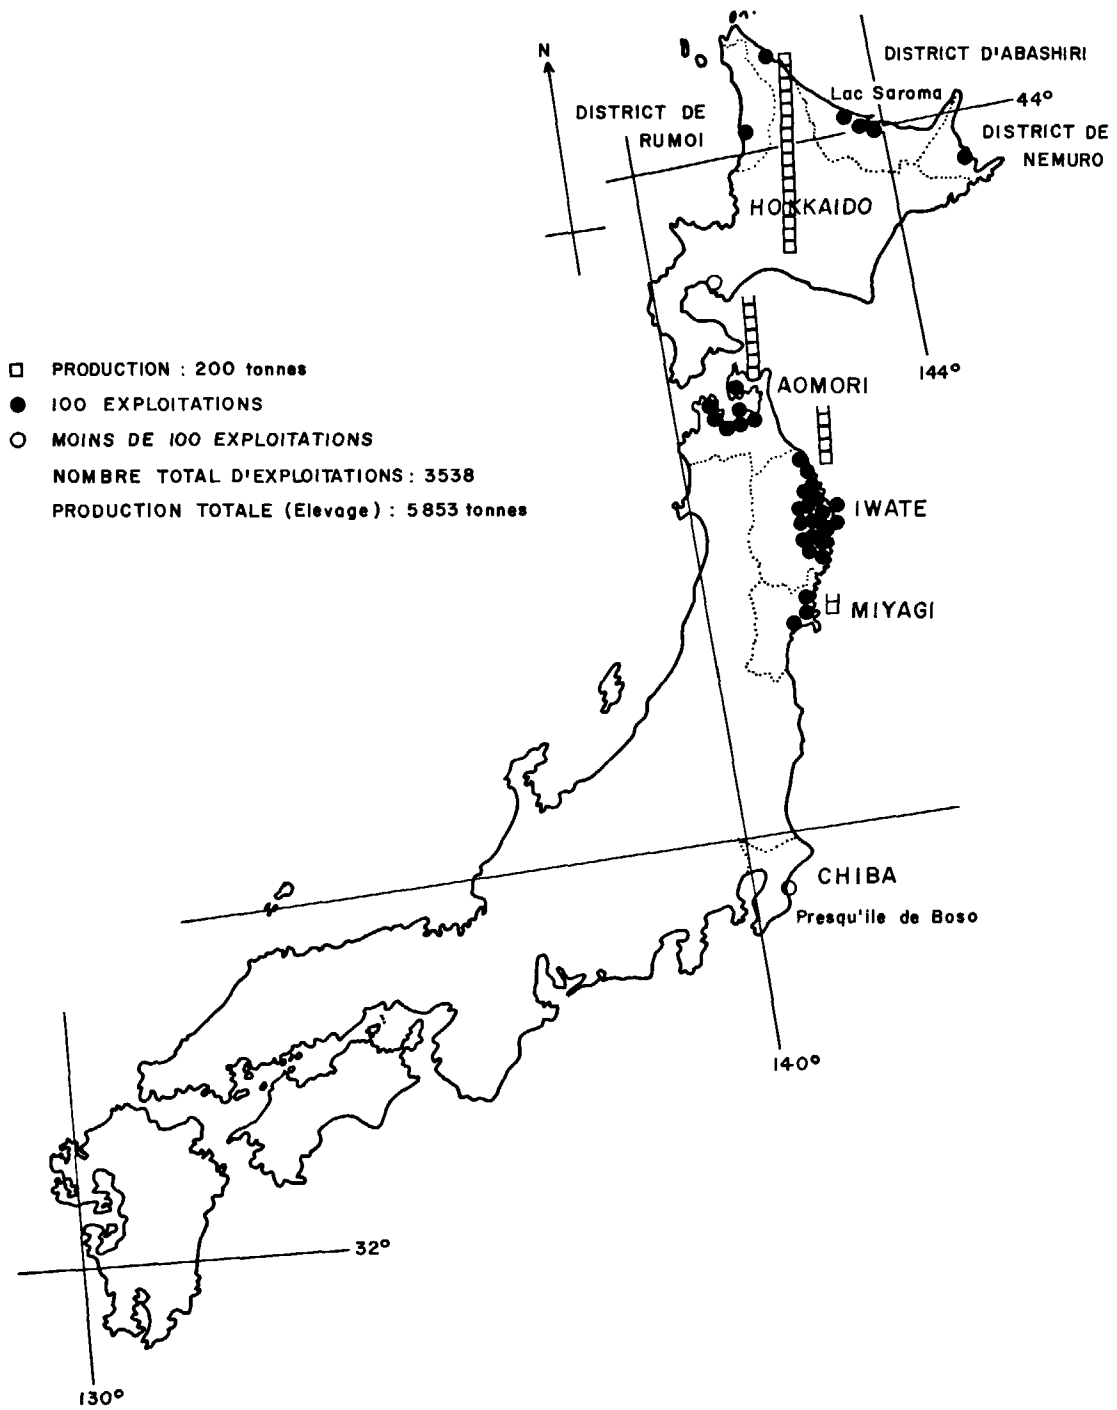 N
DISTRICT D'ABASHIRI
Lac Saroma
44°
DISTRICT DE
RUMOI
DISTRICT DE
NEMURO
HOKKAIDO
144°
PRODUCTION : 200 tonnes
100 EXPLOITATIONS
MOINS DE 100 EXPLOITATIONS
NOMBRE TOTAL D'EXPLOITATIONS : 3538
PRODUCTION TOTALE (Elevage) : 5853 tonnes
AOMORI
IWATE
MIYAGI
CHIBA
Presqu'ile de Boso
140°
32°
130°